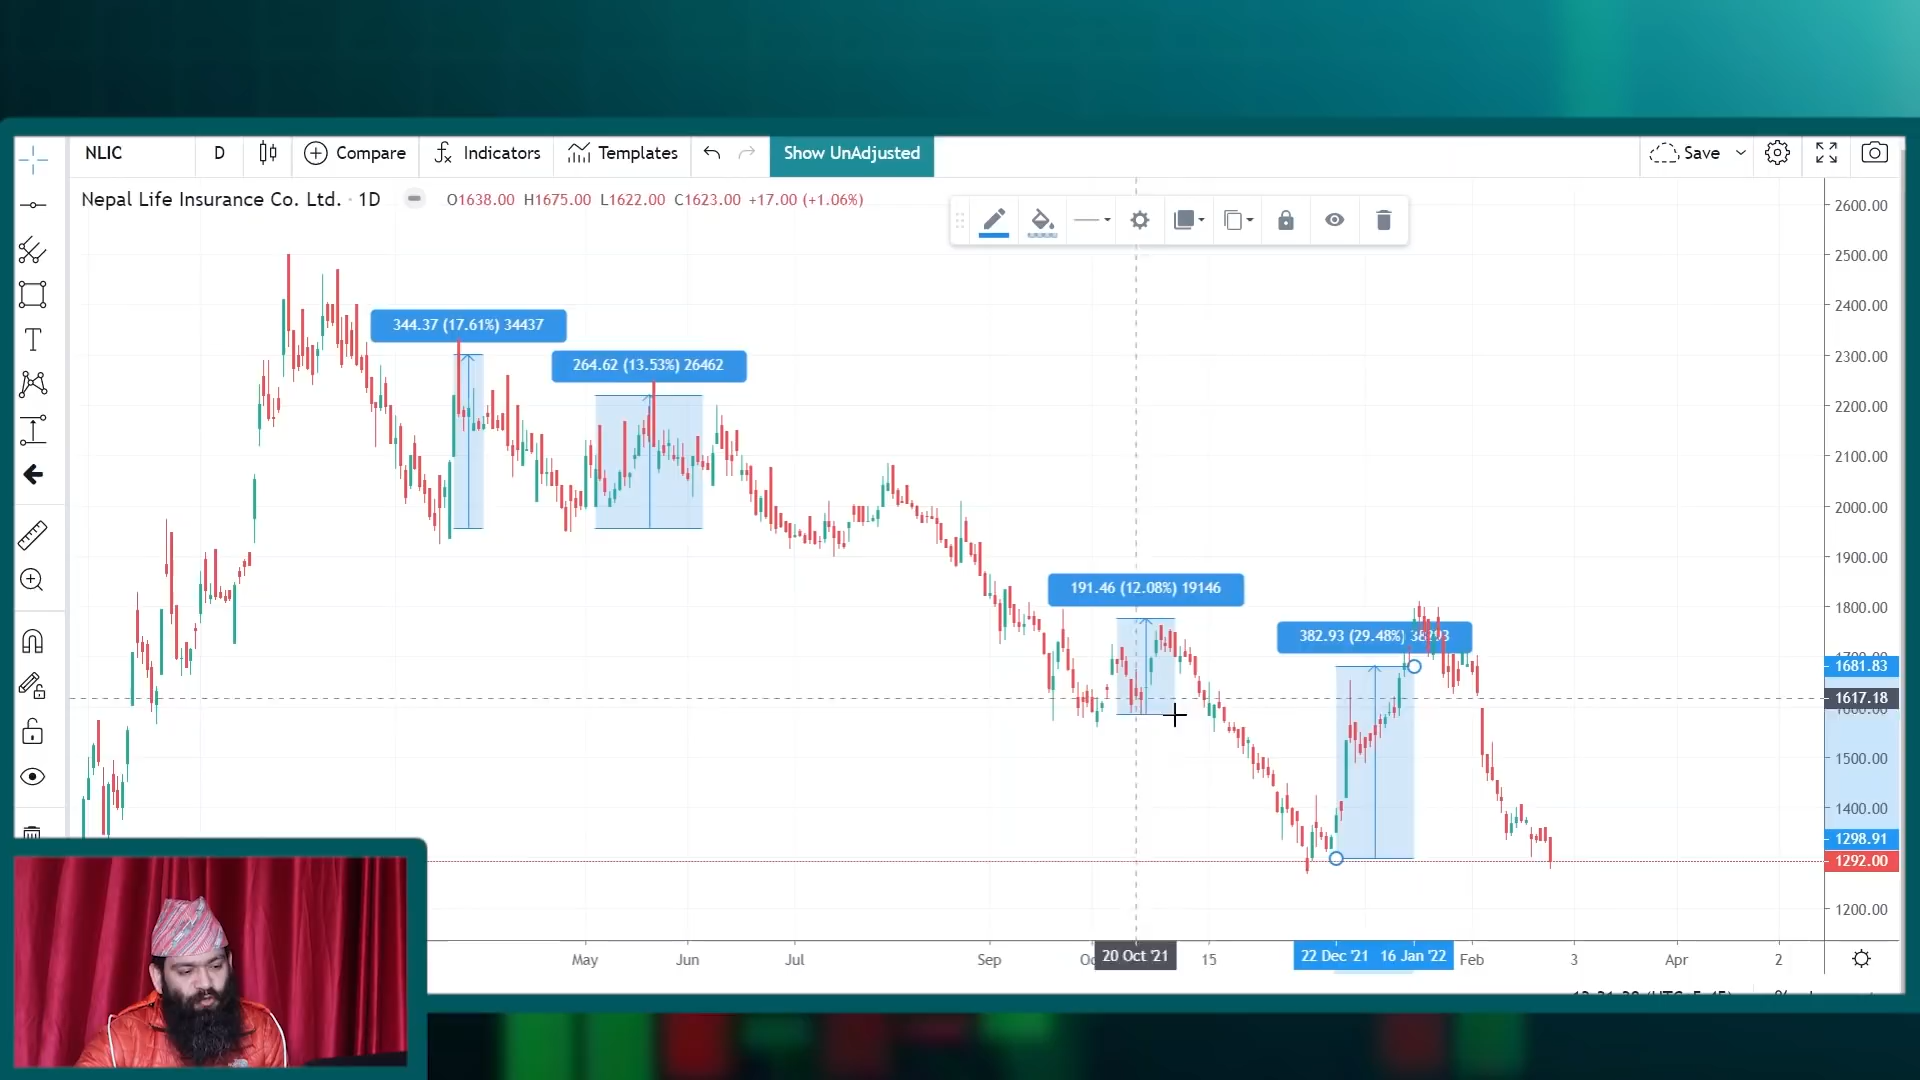 NLIC D Compare Indicators Templates Show UnAdjusted Save
Nepal Life Insurance Co. Ltd. · 1D O1638.00 H1675.00 L1622.00 C1623.00 +17.00 (+1.06%)
344.37 (17.61%) 34437
264.62 (13.53%) 26462
191.46 (12.08%) 19146
382.93 (29.48%) 38293
2600.00
2500.00
2400.00
2300.00
2200.00
2100.00
2000.00
1900.00
1800.00
1681.83
1617.18
1500.00
1400.00
1298.91
1292.00
1200.00
May Jun Jul Sep 20 Oct '21 15 22 Dec '21 16 Jan '22 Feb 3 Apr 2